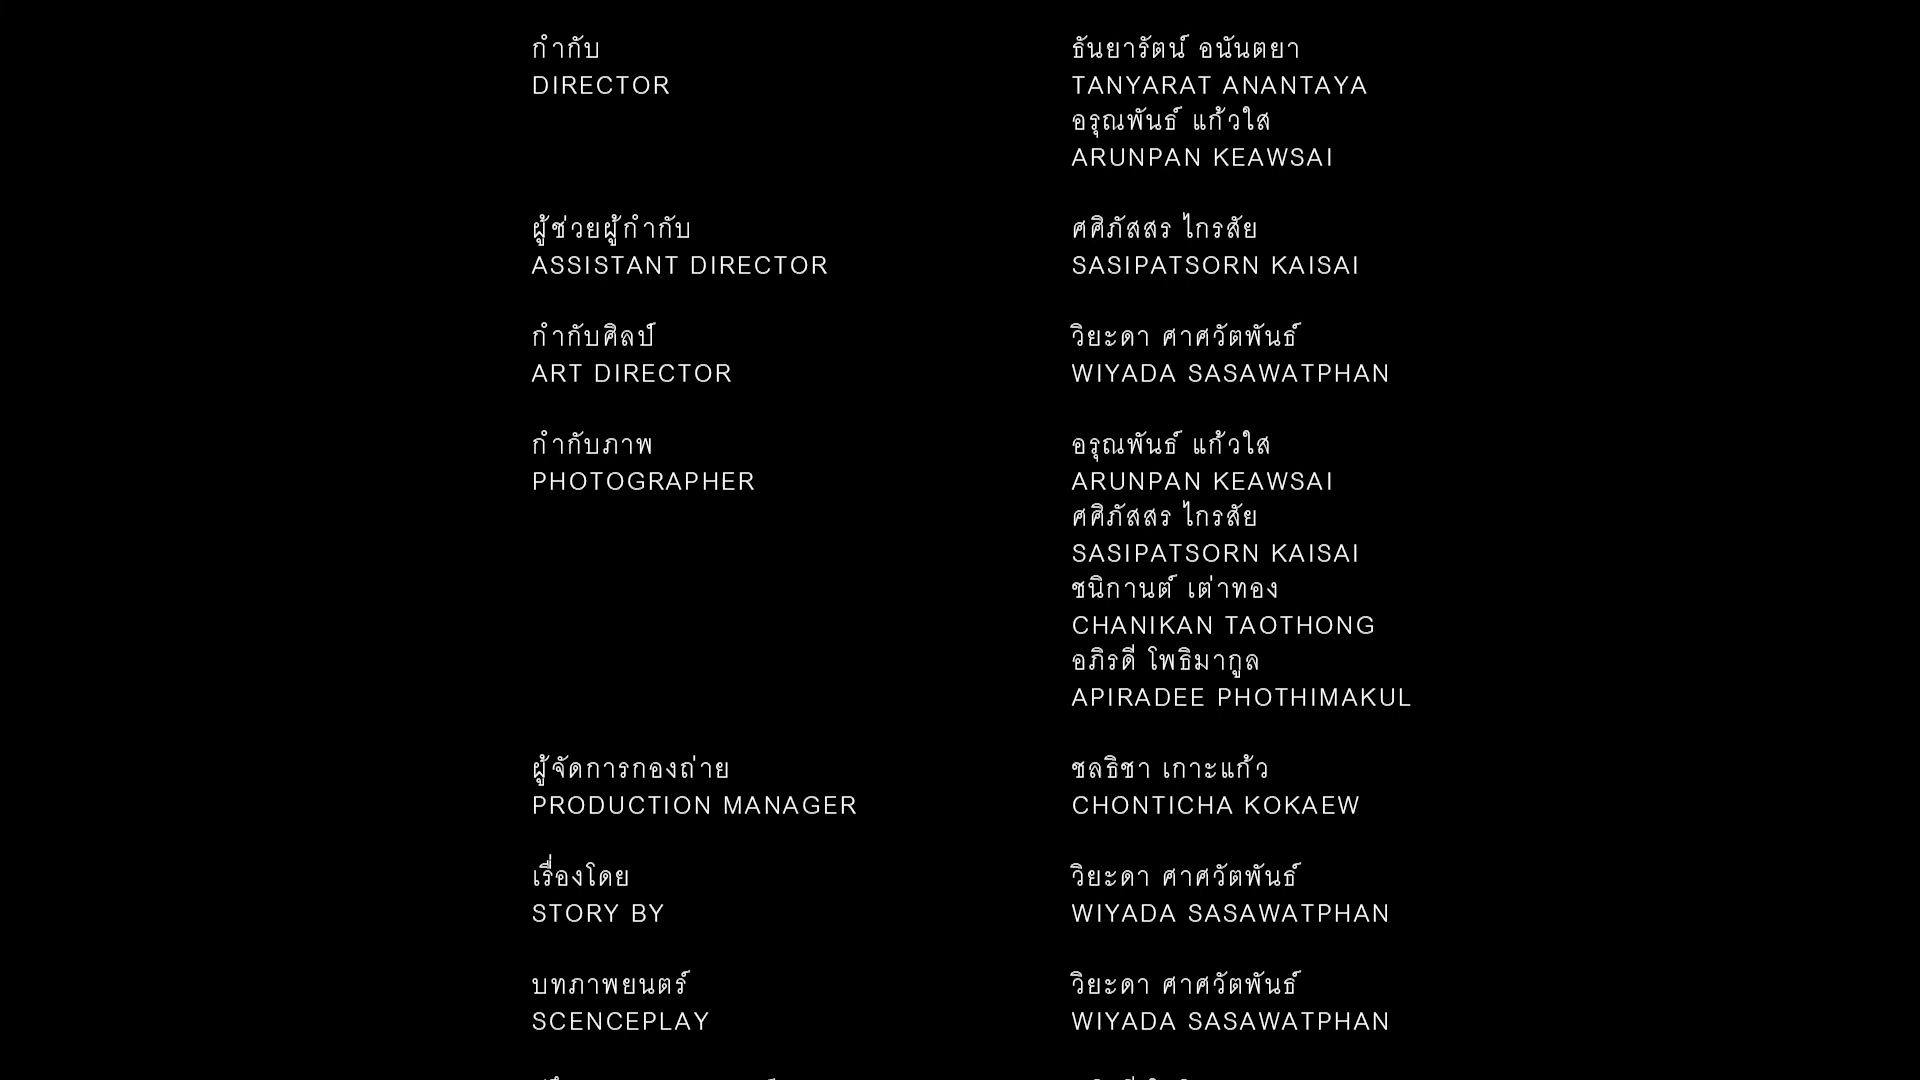 กำกับ
DIRECTOR
ธันยารัตน์ อนันตยา
TANYARAT ANANTAYA
อรุณพันธ์ แก้วใส
ARUNPAN KEAWSAI
ผู้ช่วยผู้กำกับ
ASSISTANT DIRECTOR
ศศิภัสสร ไกรสัย
SASIPATSORN KAISAI
กำกับศิลป์
ART DIRECTOR
วิยะดา ศาศวัตพันธ์
WIYADA SASAWATPHAN
กำกับภาพ
PHOTOGRAPHER
อรุณพันธ์ แก้วใส
ARUNPAN KEAWSAI
ศศิภัสสร ไกรสัย
SASIPATSORN KAISAI
ชนิกานต์ เต่าทอง
CHANIKAN TAOTHONG
อภิรดี โพธิมากูล
APIRADEE PHOTHIMAKUL
ผู้จัดการกองถ่าย
PRODUCTION MANAGER
ชลธิชา เกาะแก้ว
CHONTICHA KOKAEW
เรื่องโดย
STORY BY
วิยะดา ศาศวัตพันธ์
WIYADA SASAWATPHAN
บทภาพยนตร์
SCENCEPLAY
วิยะดา ศาศวัตพันธ์
WIYADA SASAWATPHAN